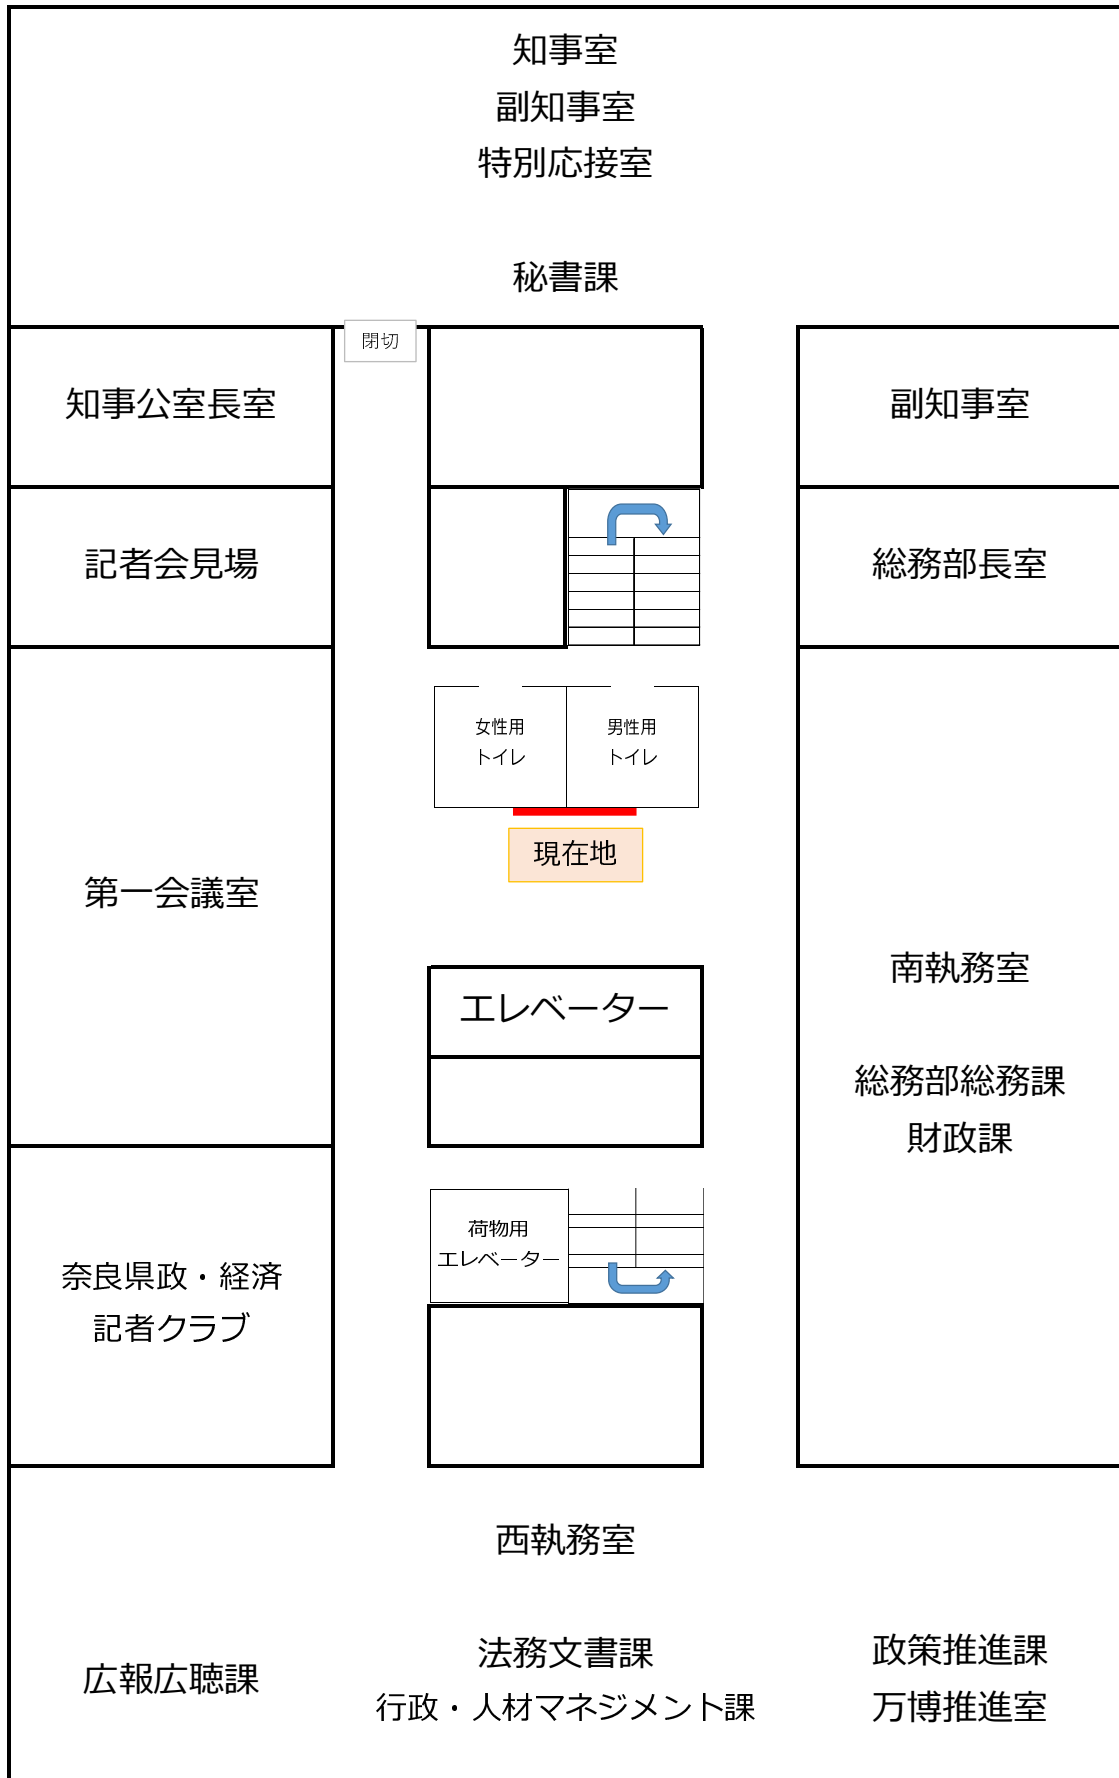 知事室
副知事室
特別応接室
秘書課
閉切
知事公室長室
副知事室
記者会見場
総務部長室
女性用
トイレ
男性用
トイレ
現在地
第一会議室
エレベーター
南執務室
総務部総務課
財政課
荷物用
エレベーター
奈良県政・経済
記者クラブ
西執務室
広報広聴課
法務文書課
行政・人材マネジメント課
政策推進課
万博推進室